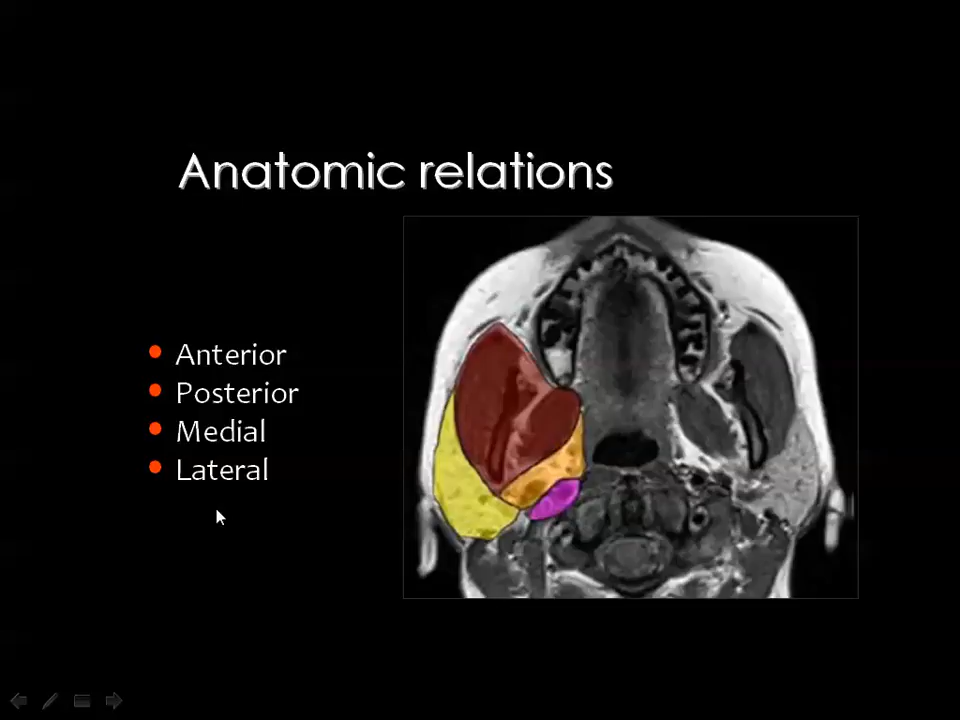 Anatomic relations
Anterior
Posterior
Medial
Lateral